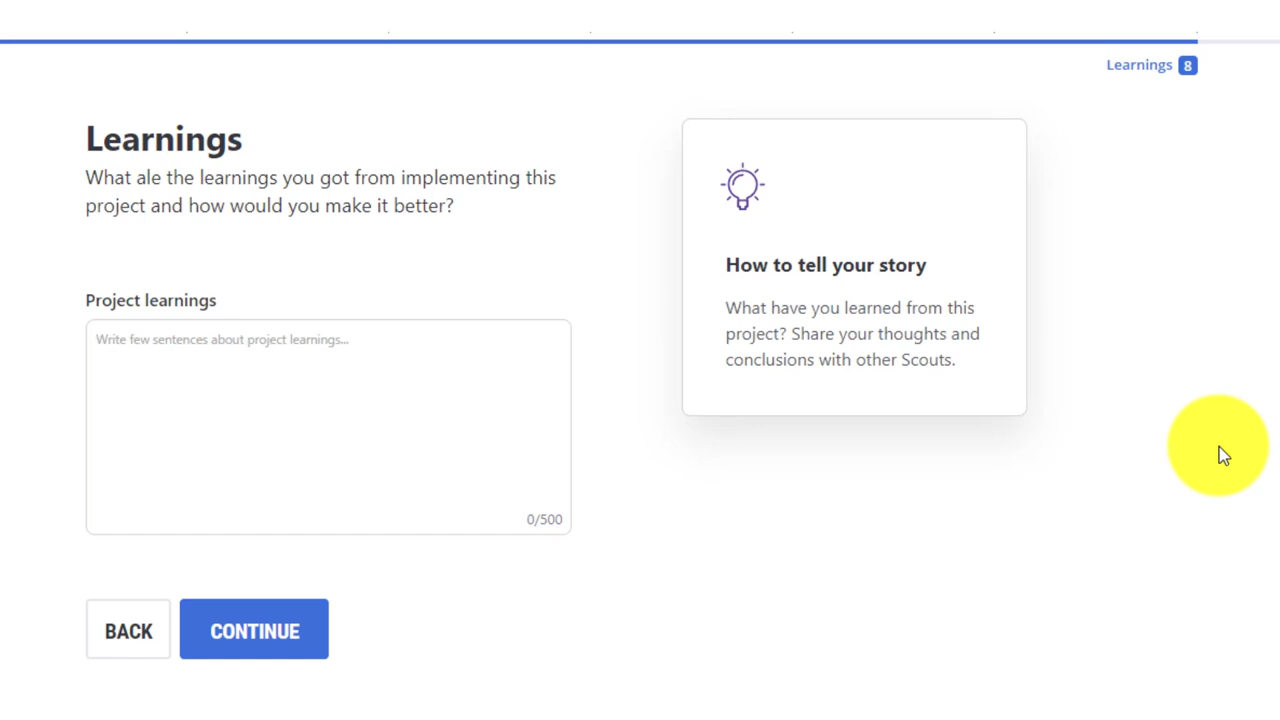 Learnings 8
Learnings
What ale the learnings you got from implementing this
project and how would you make it better?
Project learnings
Write few sentences about project learnings...
0/500
BACK
CONTINUE
How to tell your story
What have you learned from this
project? Share your thoughts and
conclusions with other Scouts.